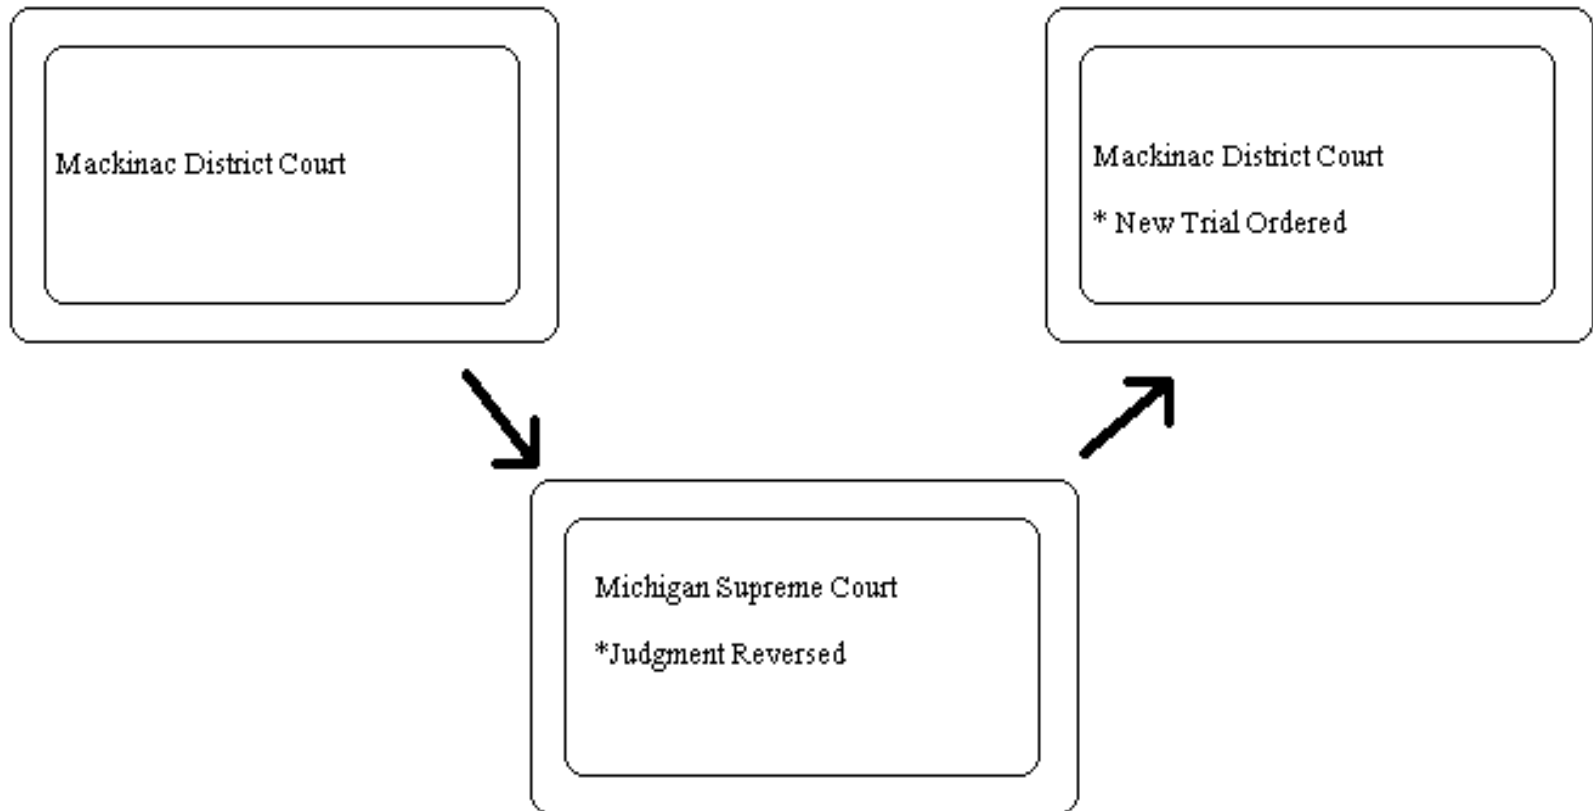 Mackinac District Court
Michigan Supreme Court
*Judgment Reversed
Mackinac District Court
* New Trial Ordered